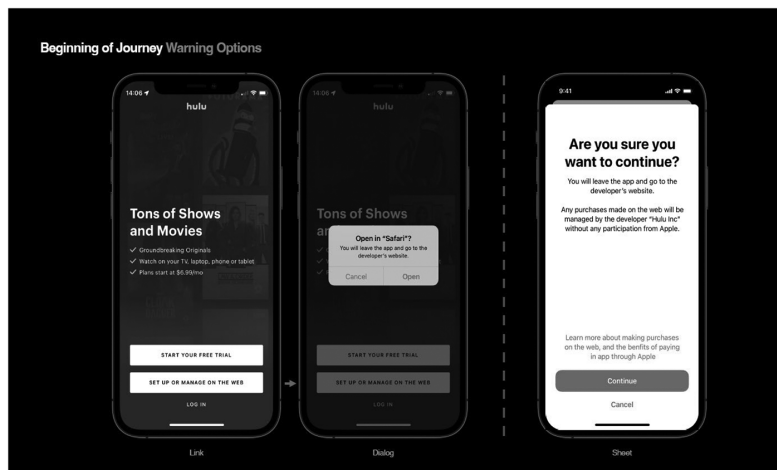 Beginning of Journey Warning Options
14:06
hulu
Tons of Shows
and Movies
✓ Groundbreaking Originals
✓ Watch on your TV, laptop, phone or tablet
✓ Plans start at $6.99/mo
START YOUR FREE TRIAL
SET UP OR MANAGE ON THE WEB
LOG IN
Link
14:06
hulu
Tons of Shows
Open in “Safari”?
You will leave the app and go to the
developer's website.
Cancel
Open
START YOUR FREE TRIAL
SET UP OR MANAGE ON THE WEB
LOG IN
Dialog
9:41
Are you sure you
want to continue?
You will leave the app and go to the
developer's website.
Any purchases made on the web will be
managed by the developer “Hulu Inc”
without any participation from Apple.
Learn more about making purchases
on the web, and the benfits of paying
in app through Apple
Continue
Cancel
Sheet